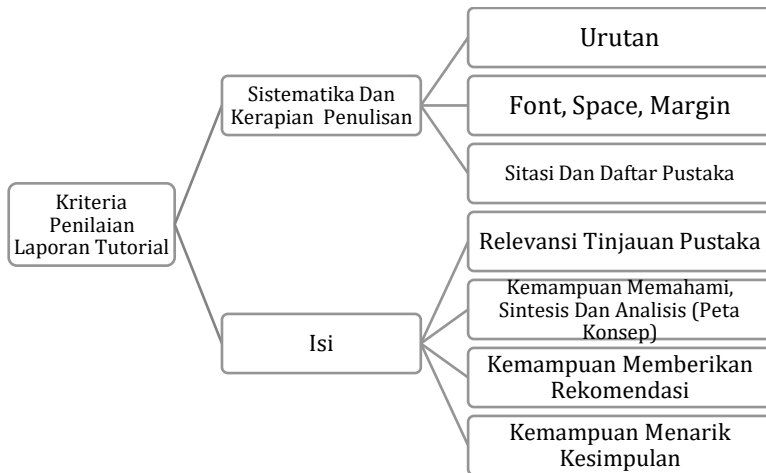 Kriteria
Penilaian
Laporan Tutorial
Sistematika Dan
Kerapian Penulisan
Urutan
Font, Space, Margin
Sitasi Dan Daftar Pustaka
Isi
Relevansi Tinjauan Pustaka
Kemampuan Memahami,
Sintesis Dan Analisis (Peta
Konsep)
Kemampuan Memberikan
Rekomendasi
Kemampuan Menarik
Kesimpulan